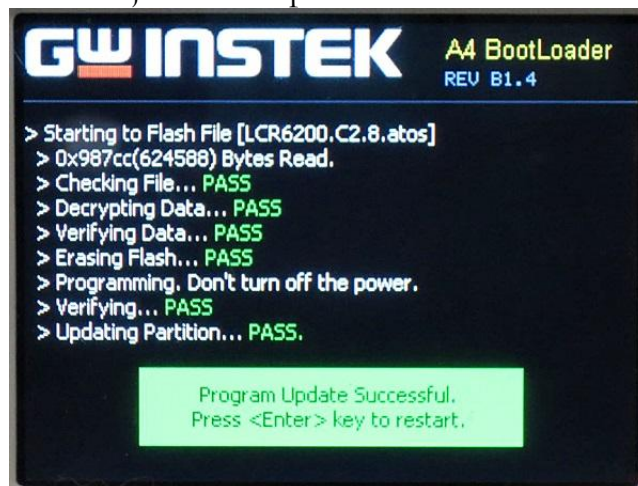 GW INSTEK
A4 BootLoader
REV B1.4
> Starting to Flash File [LCR6200.C2.8.atos]
> 0x987cc(624588) Bytes Read.
> Checking File... PASS
> Decrypting Data... PASS
> Verifying Data... PASS
> Erasing Flash... PASS
> Programming. Don't turn off the power.
> Verifying... PASS
> Updating Partition... PASS.
Program Update Successful.
Press <Enter> key to restart.